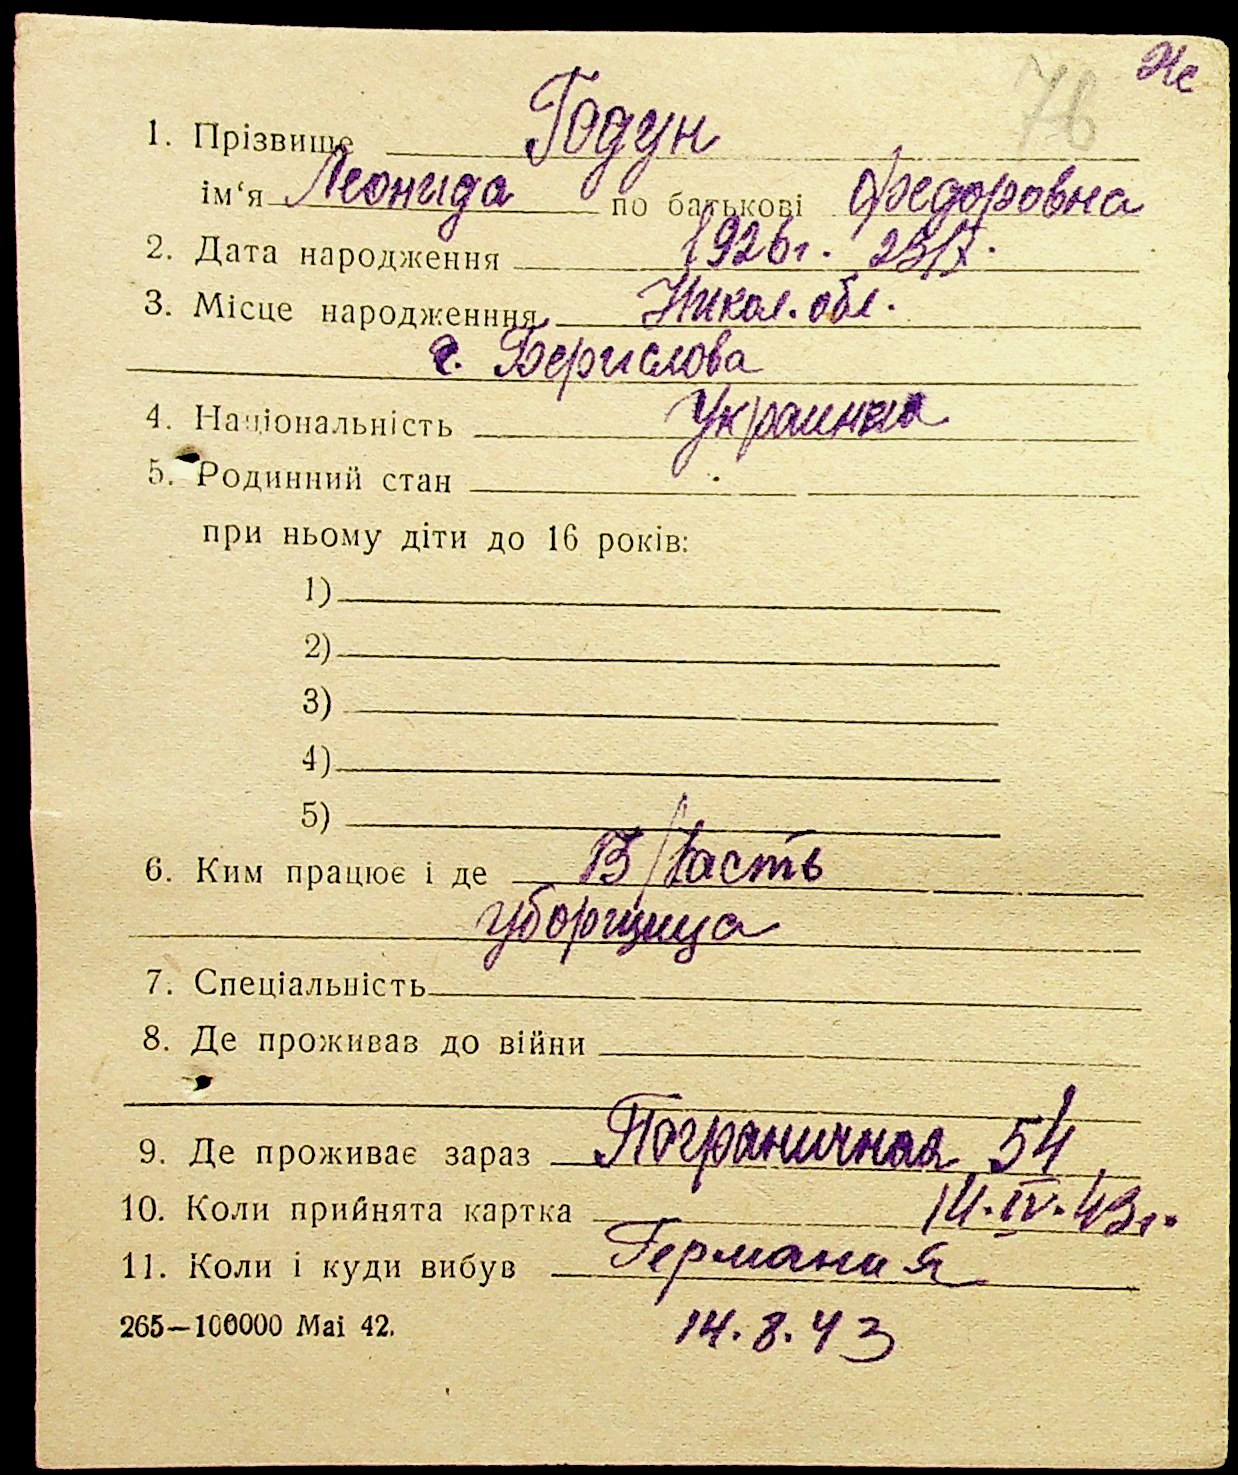 76
1. Прізвище Годун
ім‘я Леонида по батькові Федоровна
2. Дата народження 1926г. 23/X.
3. Місце народженння Никол. обл.
г. Берислова
4. Національність Украинка
5. Родинний стан
при ньому діти до 16 років:
1)
2)
3)
4)
5)
6. Ким працює і де В/часть
уборщица
7. Спеціальність
8. Де проживав до війни
9. Де проживає зараз Пограничная 54
10. Коли прийнята картка 14.IV.43г.
11. Коли і куди вибув Германия
265—100000 Mai 42. 14.8.43